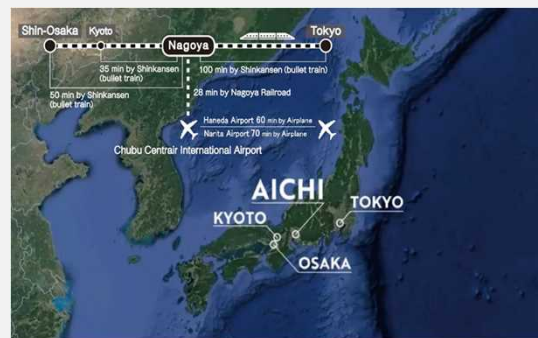 Shin-Osaka Kyoto Nagoya Tokyo
35 min by Shinkansen
(bullet train)
100 min by Shinkansen (bullet train)
50 min by Shinkansen
(bullet train)
28 min by Nagoya Railroad
Haneda Airport 60 min by Airplane
Narita Airport 70 min by Airplane
Chubu Centrair International Airport
AICHI
TOKYO
KYOTO
OSAKA